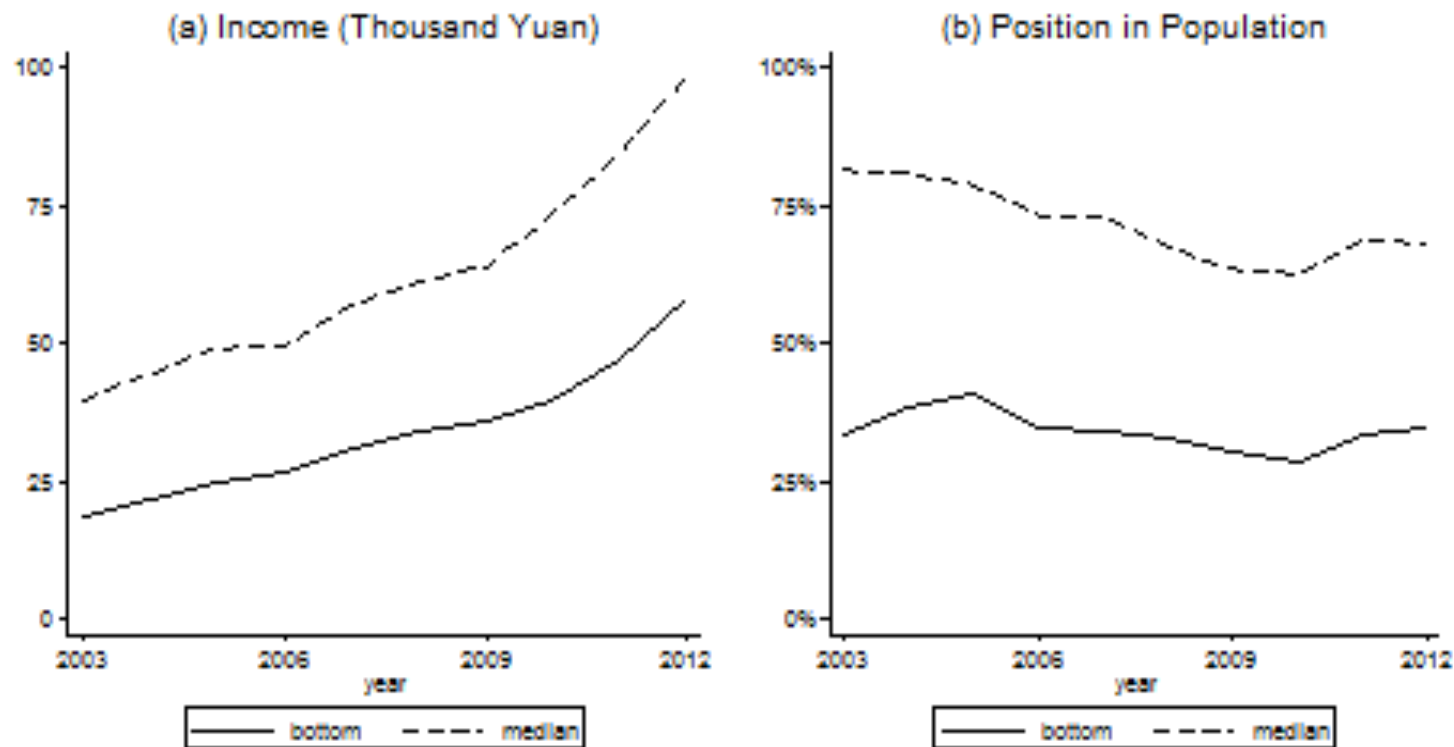 (a) Income (Thousand Yuan)
100
75
50
25
0
2003 2006 2009 2012
year
bottom median
(b) Position in Population
100%
75%
50%
25%
0%
2003 2006 2009 2012
year
bottom median